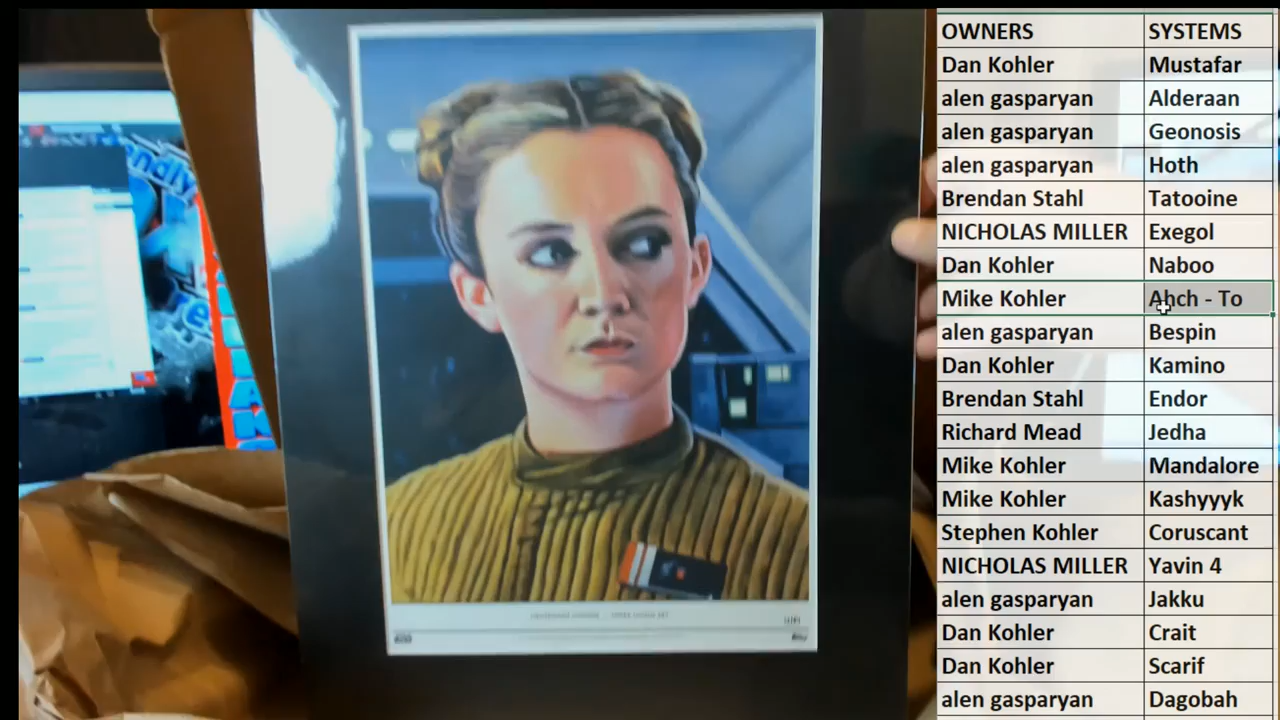 OWNERS SYSTEMS
Dan Kohler Mustafar
alen gasparyan Alderaan
alen gasparyan Geonosis
alen gasparyan Hoth
Brendan Stahl Tatooine
NICHOLAS MILLER Exegol
Dan Kohler Naboo
Mike Kohler Ahch - To
alen gasparyan Bespin
Dan Kohler Kamino
Brendan Stahl Endor
Richard Mead Jedha
Mike Kohler Mandalore
Mike Kohler Kashyyyk
Stephen Kohler Coruscant
NICHOLAS MILLER Yavin 4
alen gasparyan Jakku
Dan Kohler Crait
Dan Kohler Scarif
alen gasparyan Dagobah
endly